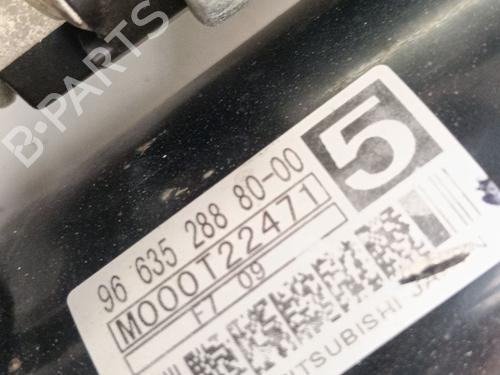 B-PARTS
5
96 635 288 80-00
M000T22471
F7 09
MITSUBISHI JA
N